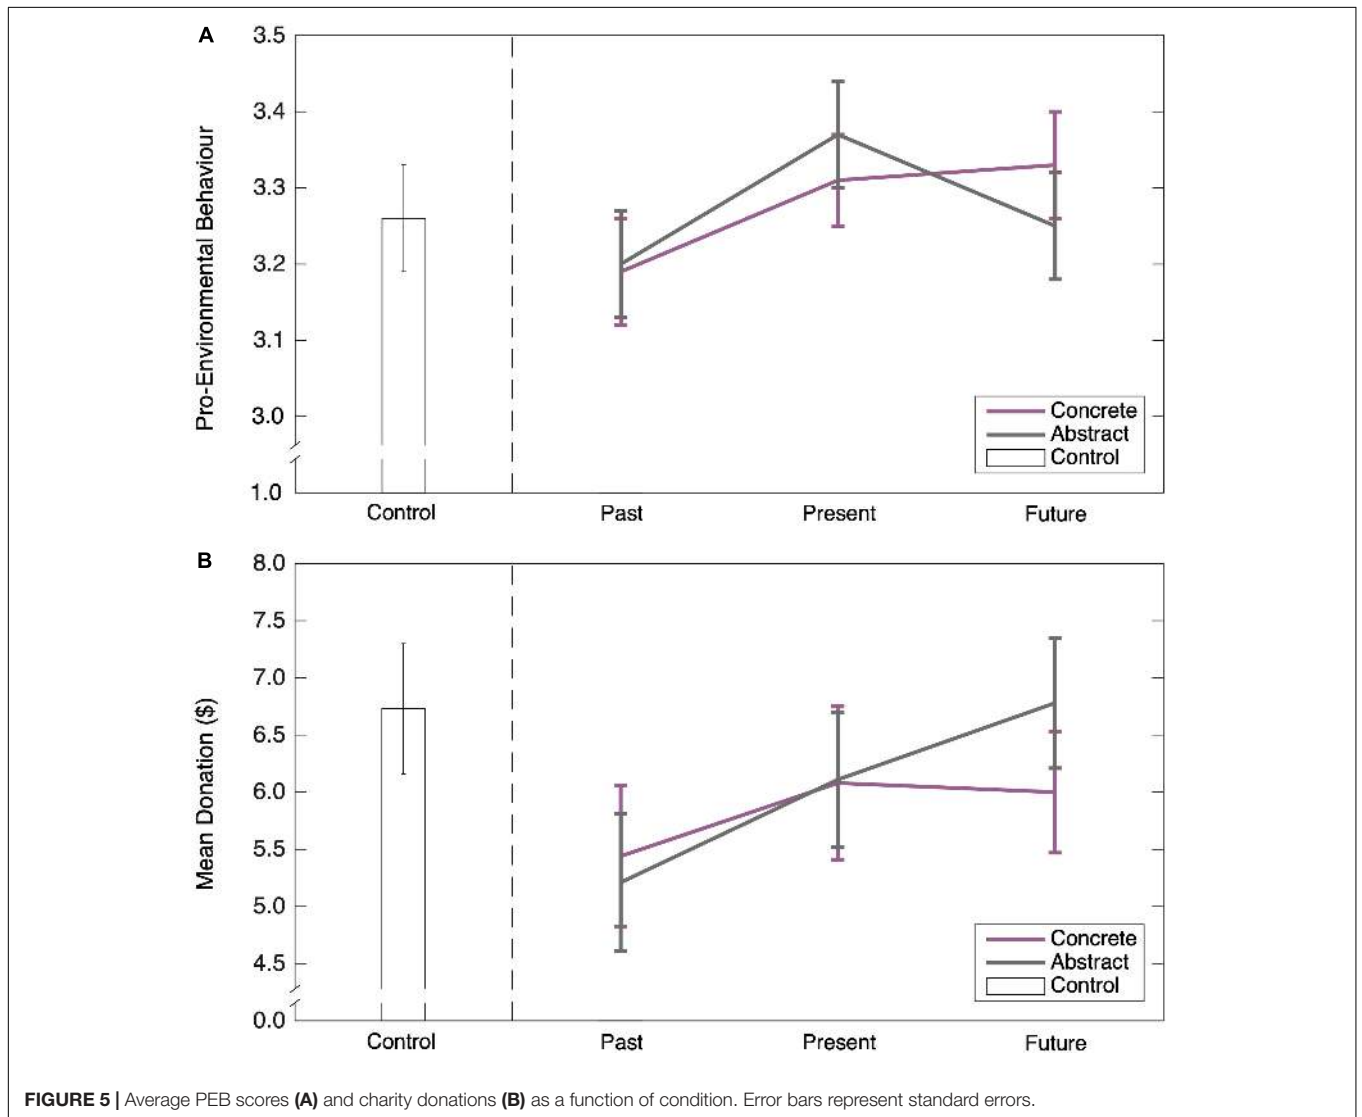 A
Pro-Environmental Behaviour
3.5
3.4
3.3
3.2
3.1
3.0
1.0
Concrete
Abstract
Control
Control
Past
Present
Future
B
Mean Donation ($)
8.0
7.5
7.0
6.5
6.0
5.5
5.0
4.5
0.0
Concrete
Abstract
Control
Control
Past
Present
Future
FIGURE 5 | Average PEB scores (A) and charity donations (B) as a function of condition. Error bars represent standard errors.